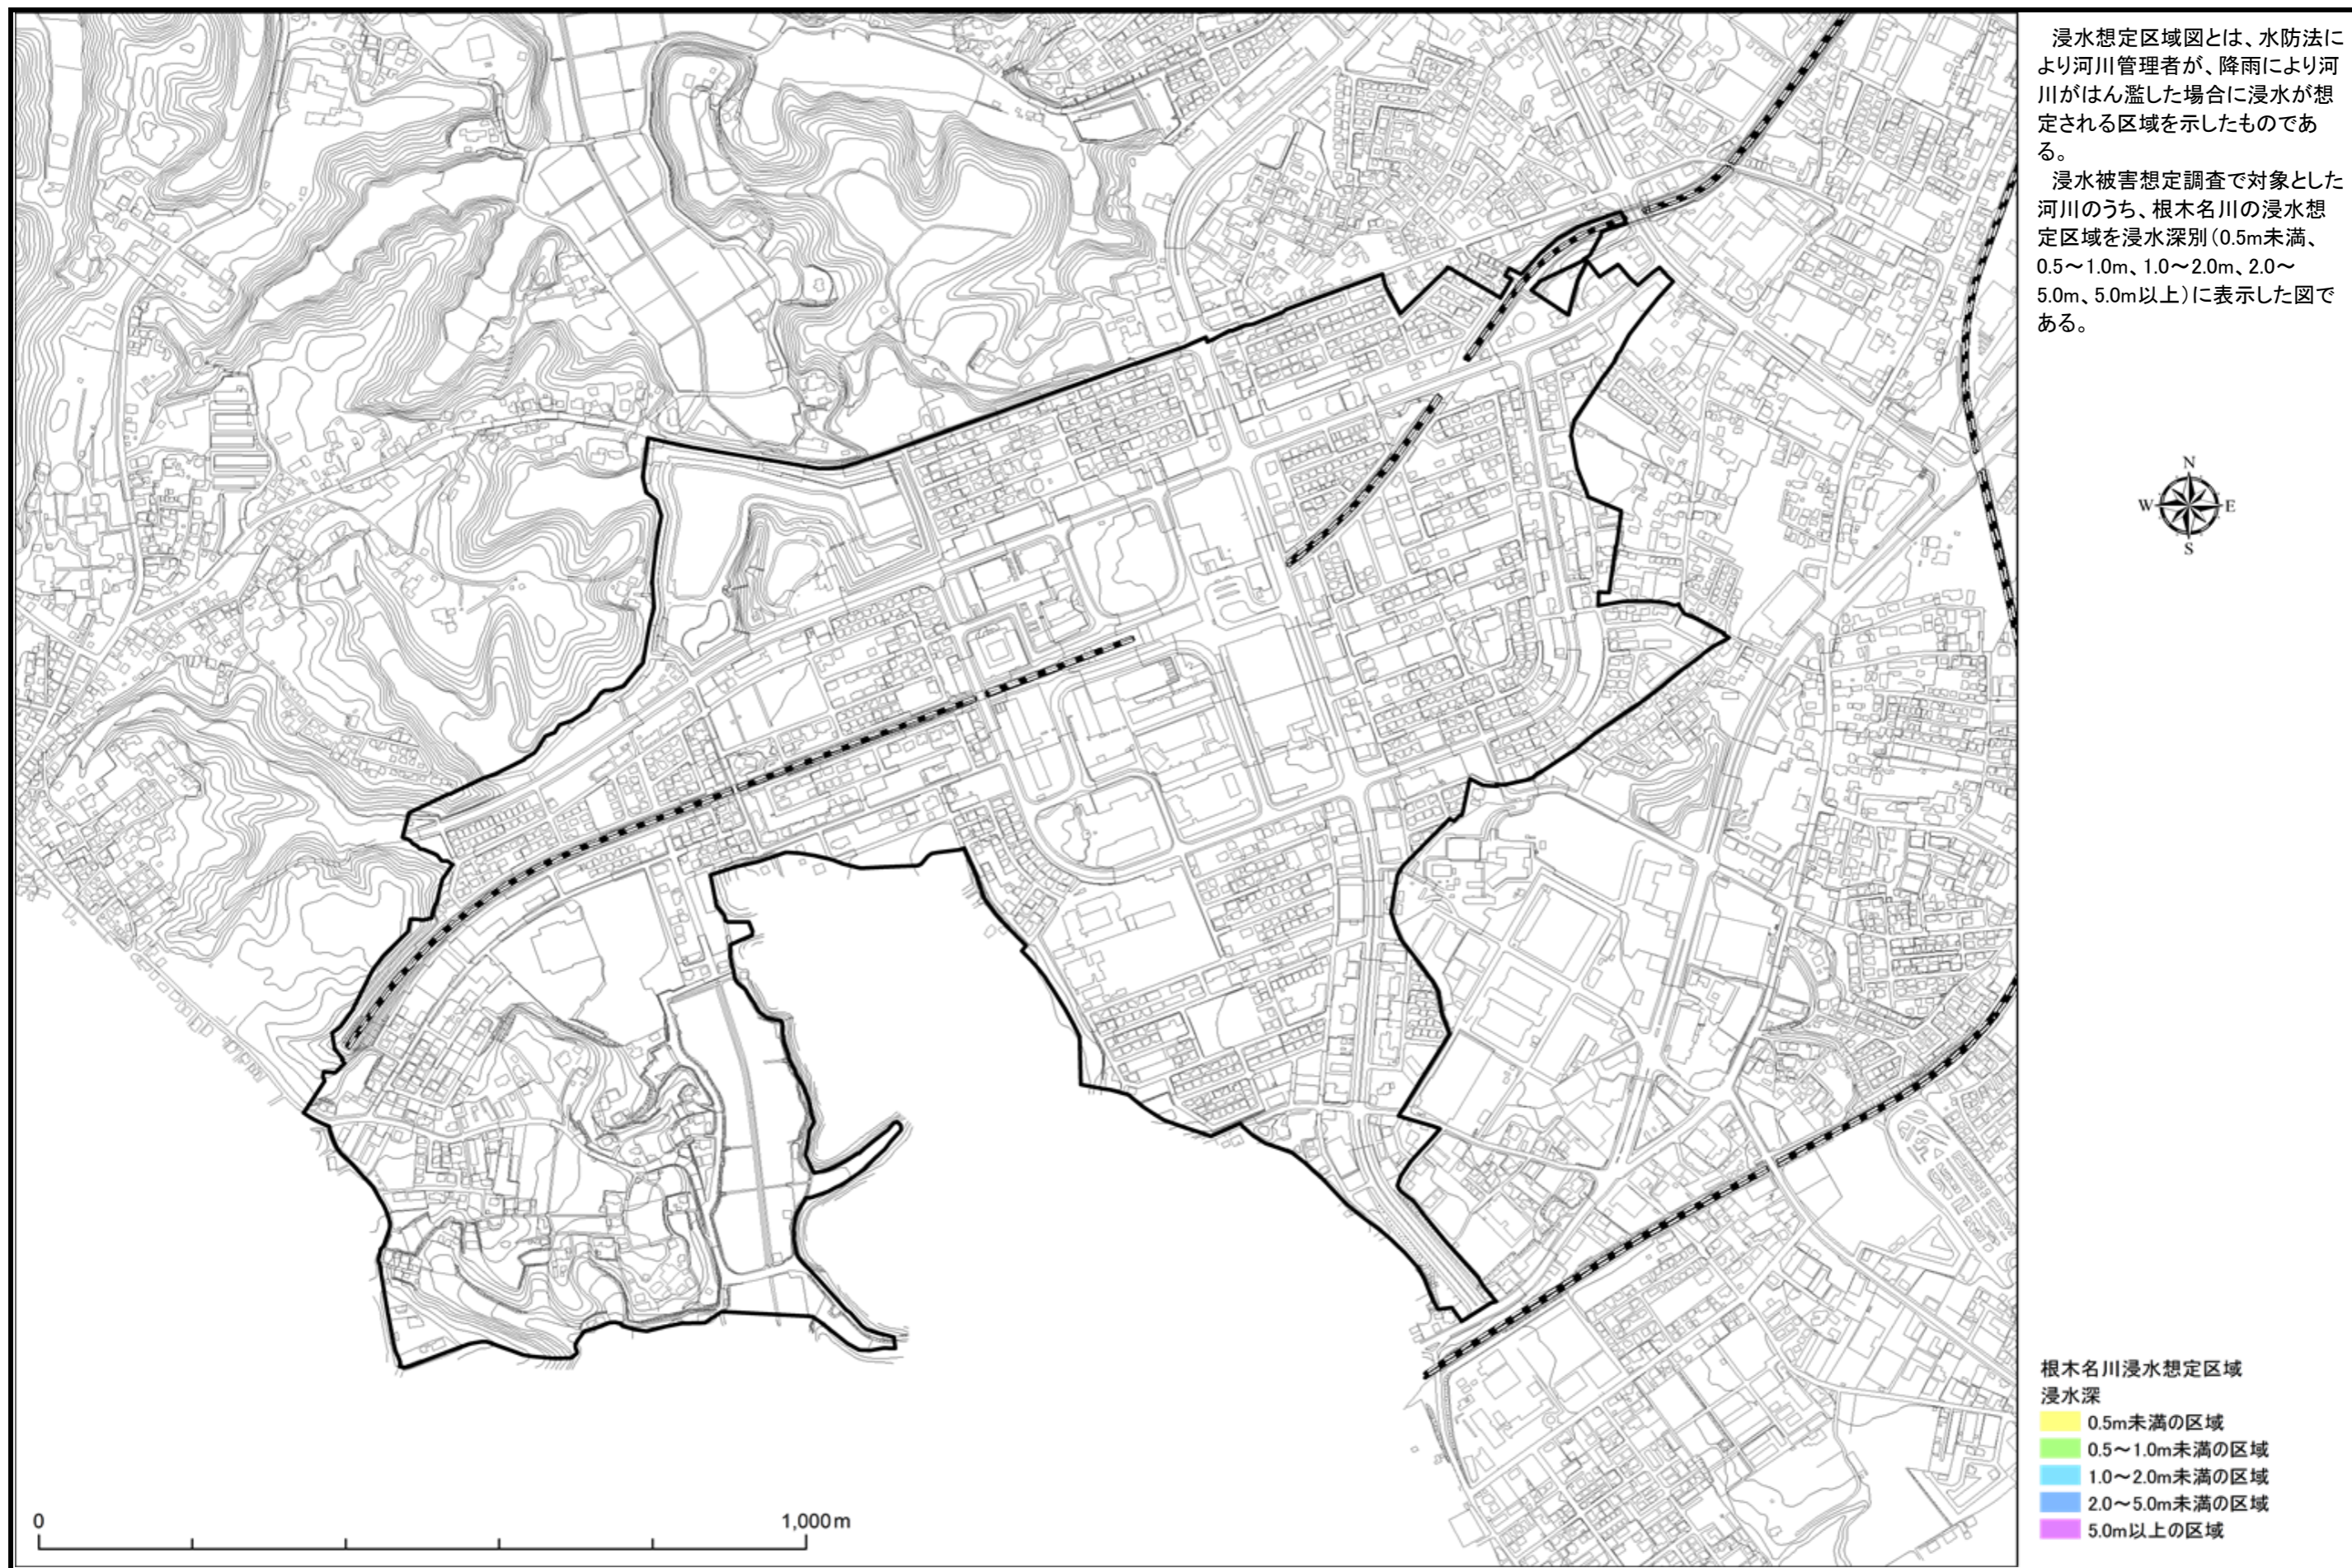 浸水想定区域図とは、水防法に
より河川管理者が、降雨により河
川がはん濫した場合に浸水が想
定される区域を示したものであ
る。
浸水被害想定調査で対象とした
河川のうち、根木名川の浸水想
定区域を浸水深別（0.5m未満、
0.5～1.0m、1.0～2.0m、2.0～
5.0m、5.0m以上）に表示した図で
ある。
N
W E
S
根木名川浸水想定区域
浸水深
0.5m未満の区域
0.5～1.0m未満の区域
1.0～2.0m未満の区域
2.0～5.0m未満の区域
5.0m以上の区域
0 1,000m